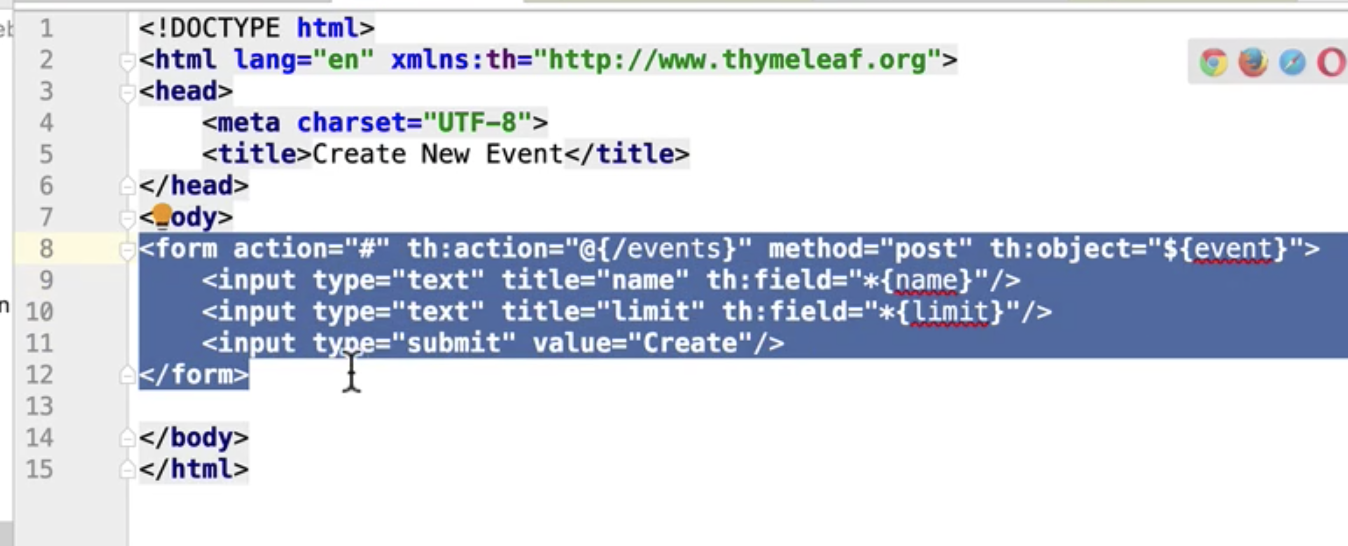 1 <!DOCTYPE html>
2 <html lang="en" xmlns:th="http://www.thymeleaf.org">
3 <head>
4 <meta charset="UTF-8">
5 <title>Create New Event</title>
6 </head>
7 <ody>
8 <form action="#" th:action="@{/events}" method="post" th:object="${event}">
9 <input type="text" title="name" th:field="*{name}"/>
10 <input type="text" title="limit" th:field="*{limit}"/>
11 <input type="submit" value="Create"/>
12 </form>
13
14 </body>
15 </html>